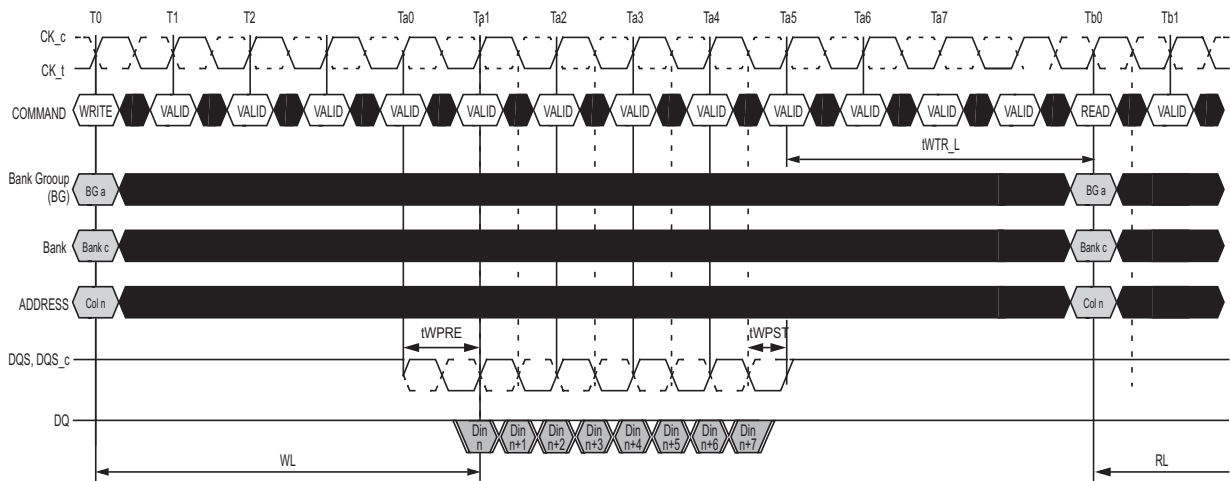 T0 T1 T2 Ta0 Ta1 Ta2 Ta3 Ta4 Ta5 Ta6 Ta7 Tb0 Tb1
CK_c
CK_t
COMMAND WRITE VALID VALID VALID VALID VALID VALID VALID VALID VALID VALID VALID VALID READ VALID
tWTR_L
Bank Grooup
(BG) BG a BG a
Bank Bank c Bank c
ADDRESS Col n Col n
tWPRE tWPST
DQS, DQS_c
DQ Din Din Din Din Din Din Din Din
n n+1 n+2 n+3 n+4 n+5 n+6 n+7
WL RL